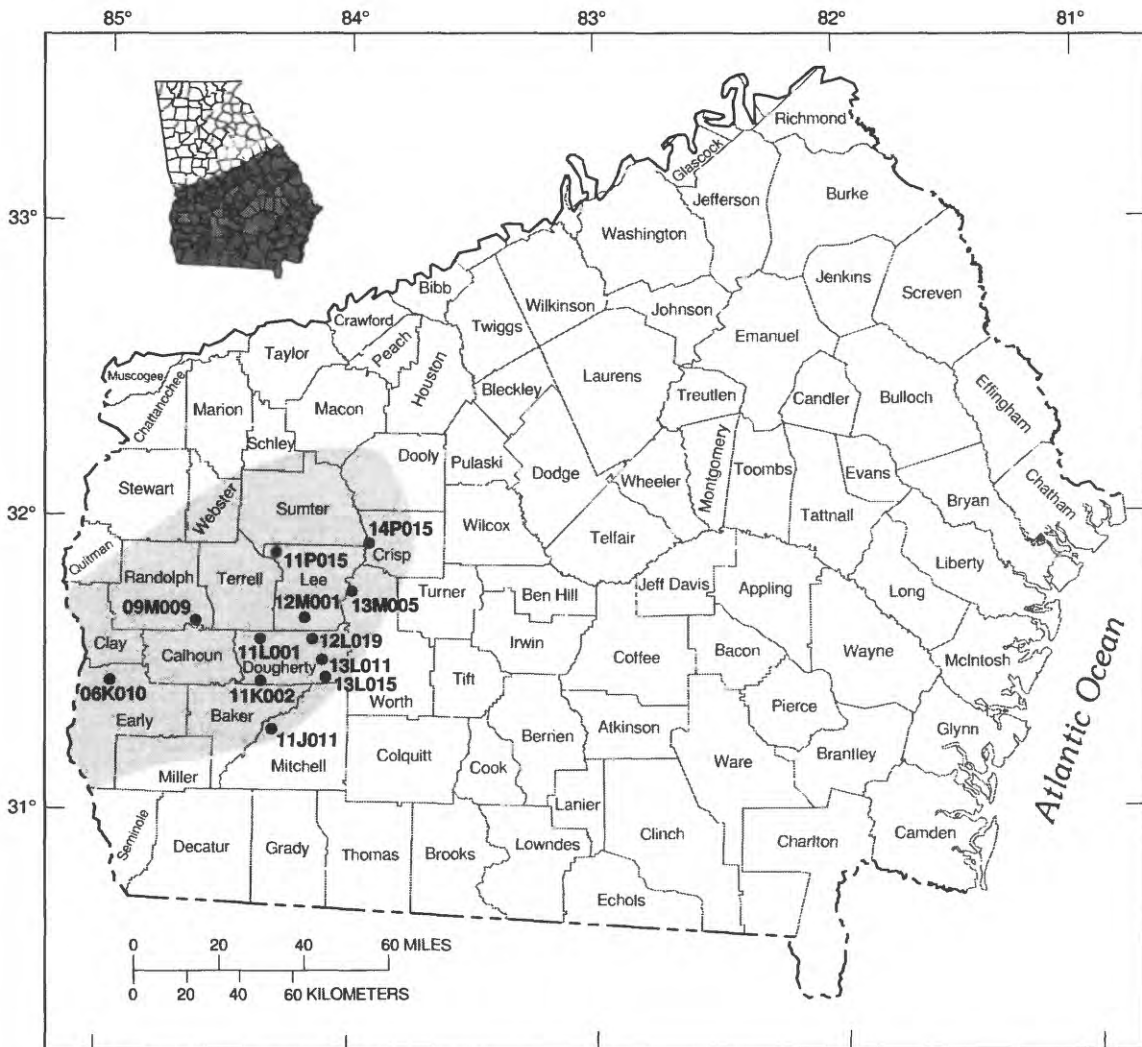 85° 84° 83° 82° 81°
Richmond
Glascock
Jefferson
Burke
33°
Washington
Jenkins
Screven
Bibb
Wilkinson
Johnson
Crawford
Twiggs
Emanuel
Peach
Taylor
Houston
Effingham
Muscogee
Chattanochee
Bleckley
Laurens
Treutlen
Candler
Bulloch
Marion
Macon
Schley
Montgomery
Chatham
Dooly
Pulaski
Dodge
Wheeler
Toombs
Evans
Stewart
Webster
Bryan
Sumter
32°
Tattnall
14P015
Wilcox
Telfair
Quitman
11P015
Crisp
Liberty
Randolph
Terrell
Lee
Jeff Davis
Appling
Long
Turner
Ben Hill
09M009
12M001
13M005
Clay
12L019
Irwin
Calhoun
11L001
Coffee
Bacon
Wayne
McIntosh
Dougherty
13L011
Tift
06K010
11K002
13L015
Worth
Pierce
Early
Baker
Berrien
Atkinson
Glynn
11J011
Brantley
Mitchell
Colquitt
Cook
Ware
Atlantic Ocean
Miller
31°
Lanier
Seminole
Clinch
Camden
Decatur
Grady
Thomas
Brooks
Lowndes
Charlton
Echols
0 20 40 60 MILES
0 20 40 60 KILOMETERS